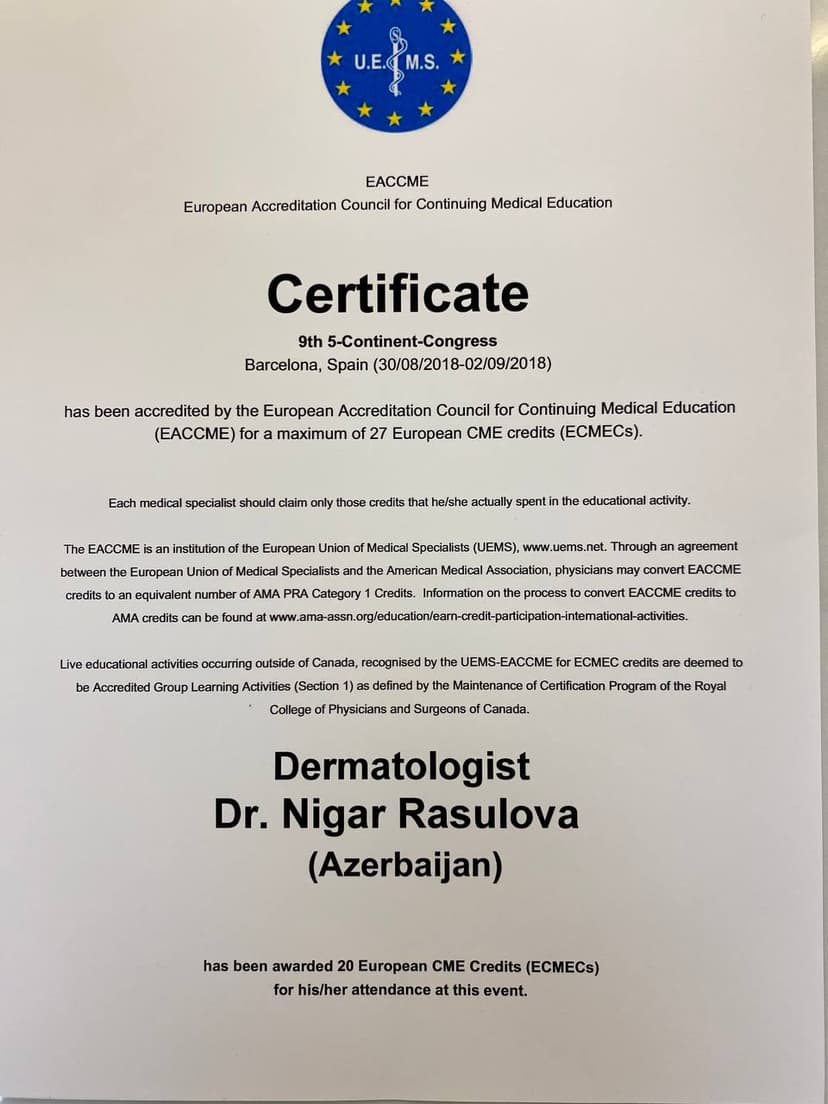 U.E. M.S.
EACCME
European Accreditation Council for Continuing Medical Education
Certificate
9th 5-Continent-Congress
Barcelona, Spain (30/08/2018-02/09/2018)
has been accredited by the European Accreditation Council for Continuing Medical Education
(EACCME) for a maximum of 27 European CME credits (ECMECs).
Each medical specialist should claim only those credits that he/she actually spent in the educational activity.
The EACCME is an institution of the European Union of Medical Specialists (UEMS), www.uems.net. Through an agreement
between the European Union of Medical Specialists and the American Medical Association, physicians may convert EACCME
credits to an equivalent number of AMA PRA Category 1 Credits. Information on the process to convert EACCME credits to
AMA credits can be found at www.ama-assn.org/education/earn-credit-participation-international-activities.
Live educational activities occurring outside of Canada, recognised by the UEMS-EACCME for ECMEC credits are deemed to
be Accredited Group Learning Activities (Section 1) as defined by the Maintenance of Certification Program of the Royal
College of Physicians and Surgeons of Canada.
Dermatologist
Dr. Nigar Rasulova
(Azerbaijan)
has been awarded 20 European CME Credits (ECMECs)
for his/her attendance at this event.